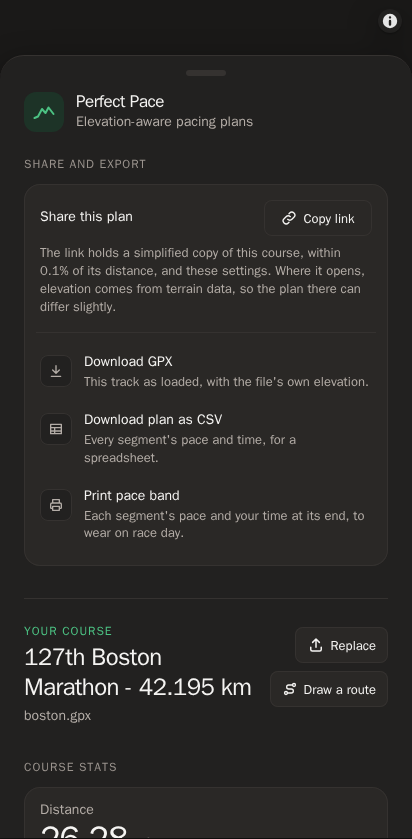 Perfect Pace
Elevation-aware pacing plans
SHARE AND EXPORT
Share this plan
Copy link
The link holds a simplified copy of this course, within
0.1% of its distance, and these settings. Where it opens,
elevation comes from terrain data, so the plan there can
differ slightly.
Download GPX
This track as loaded, with the file's own elevation.
Download plan as CSV
Every segment's pace and time, for a
spreadsheet.
Print pace band
Each segment's pace and your time at its end, to
wear on race day.
YOUR COURSE
Replace
127th Boston
Marathon - 42.195 km
Draw a route
boston.gpx
COURSE STATS
Distance
26.28